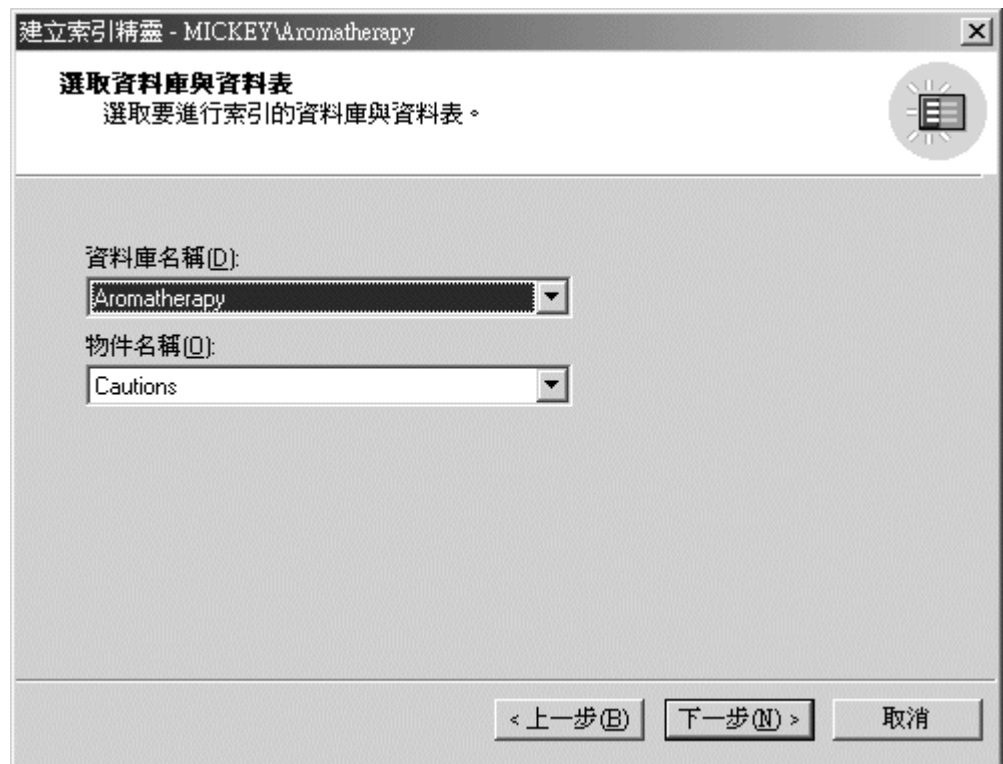 建立索引精靈 - MICKEY\Aromatherapy
選取資料庫與資料表
選取要進行索引的資料庫與資料表。
資料庫名稱(D):
Aromatherapy
物件名稱(O):
Cautions
< 上一步(B) 下一步(N) > 取消